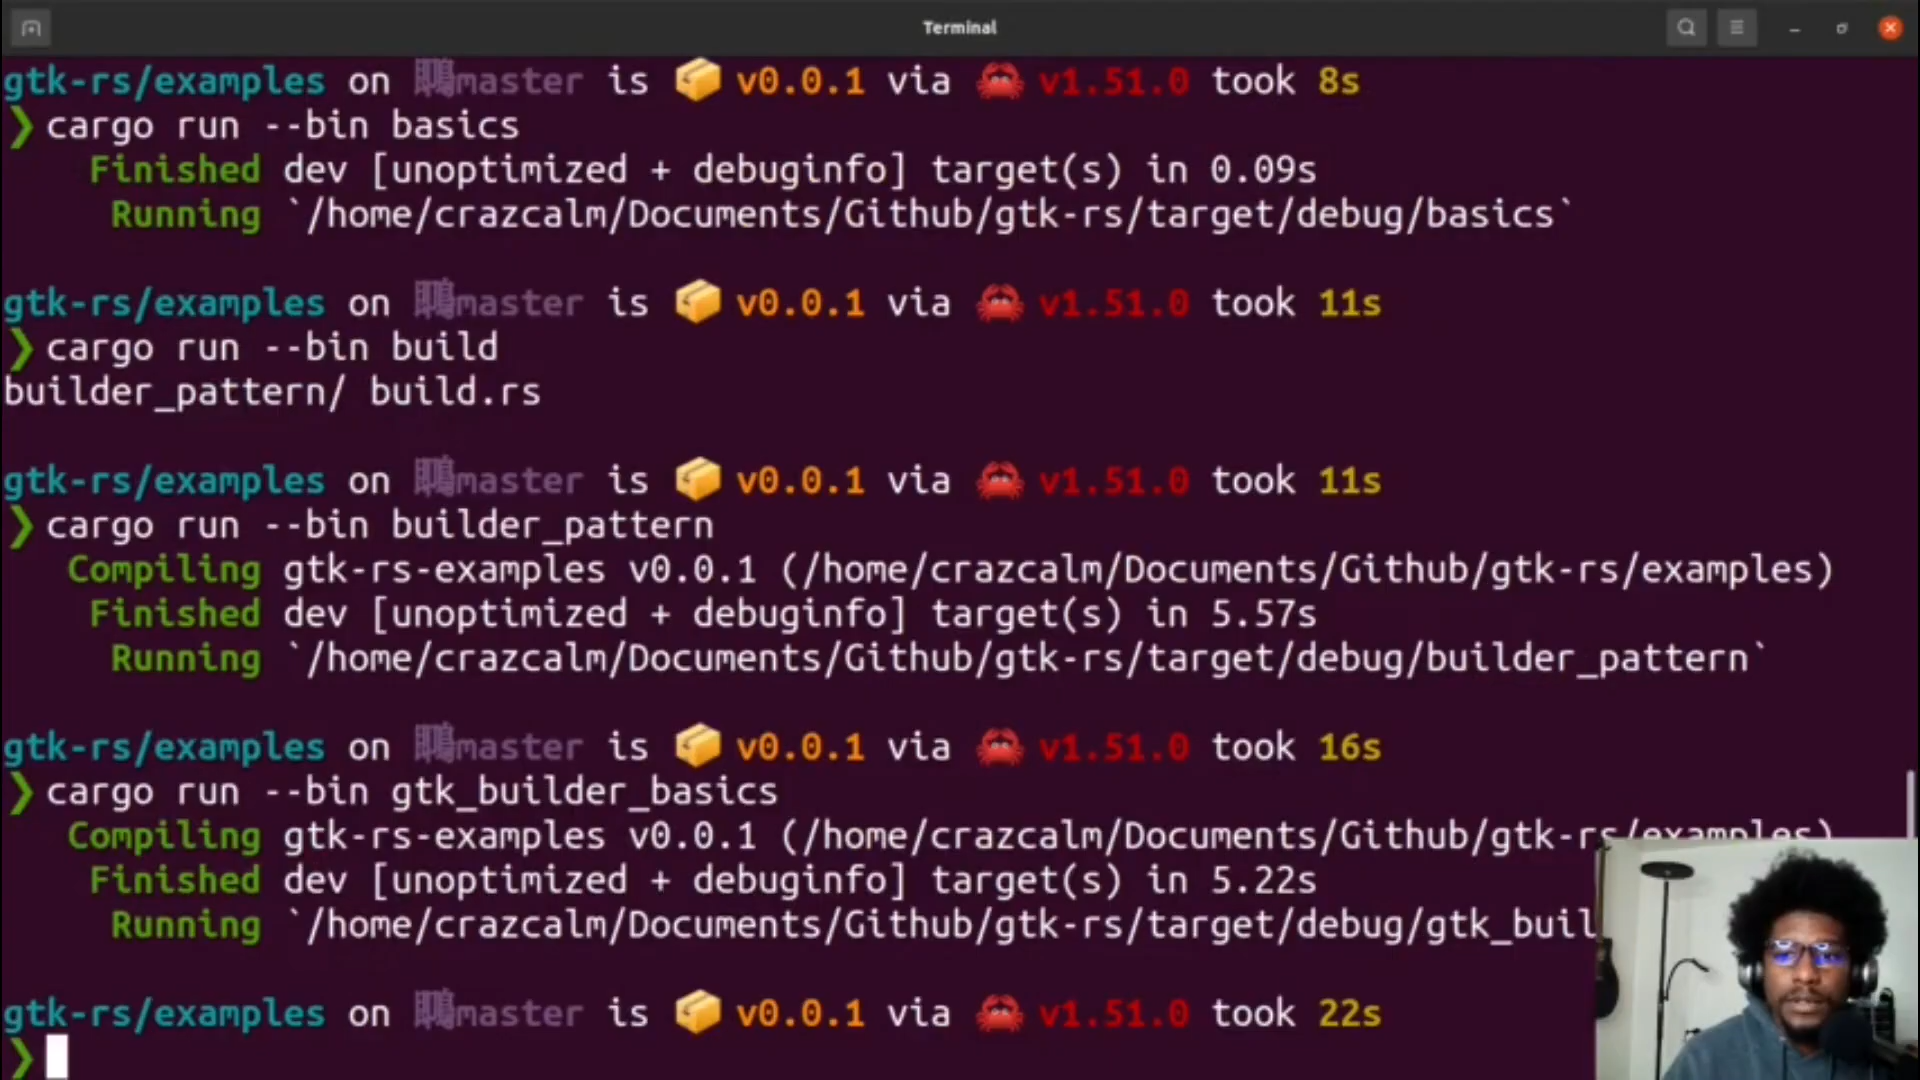 Terminal
gtk-rs/examples on master is v0.0.1 via v1.51.0 took 8s
❯ cargo run --bin basics
Finished dev [unoptimized + debuginfo] target(s) in 0.09s
Running `/home/crazcalm/Documents/Github/gtk-rs/target/debug/basics`
gtk-rs/examples on master is v0.0.1 via v1.51.0 took 11s
❯ cargo run --bin build
builder_pattern/ build.rs
gtk-rs/examples on master is v0.0.1 via v1.51.0 took 11s
❯ cargo run --bin builder_pattern
Compiling gtk-rs-examples v0.0.1 (/home/crazcalm/Documents/Github/gtk-rs/examples)
Finished dev [unoptimized + debuginfo] target(s) in 5.57s
Running `/home/crazcalm/Documents/Github/gtk-rs/target/debug/builder_pattern`
gtk-rs/examples on master is v0.0.1 via v1.51.0 took 16s
❯ cargo run --bin gtk_builder_basics
Compiling gtk-rs-examples v0.0.1 (/home/crazcalm/Documents/Github/gtk-rs/examples)
Finished dev [unoptimized + debuginfo] target(s) in 5.22s
Running `/home/crazcalm/Documents/Github/gtk-rs/target/debug/gtk_buil
gtk-rs/examples on master is v0.0.1 via v1.51.0 took 22s
❯